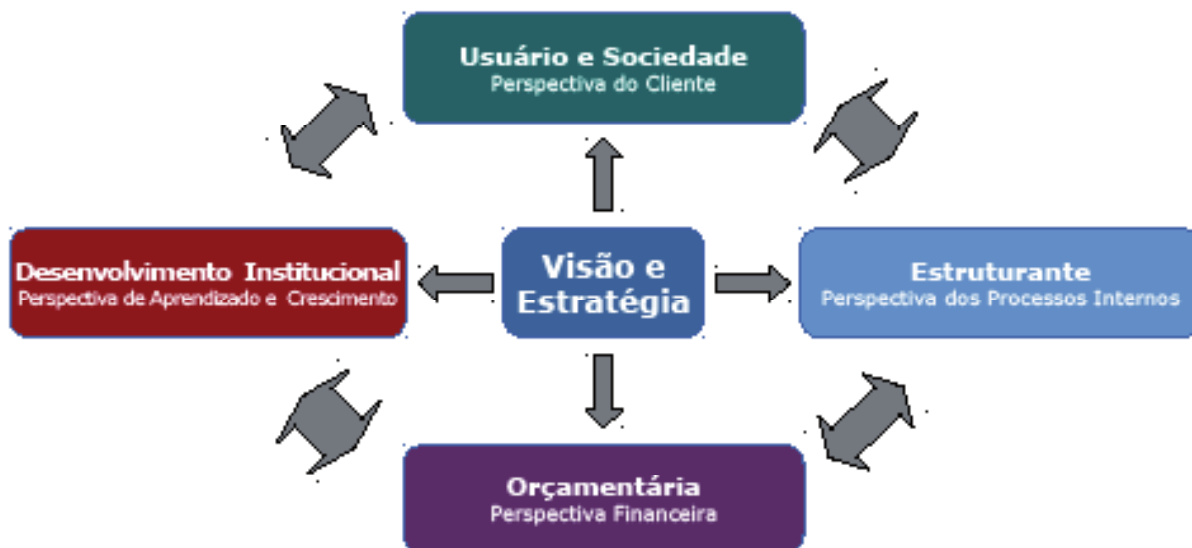 Usuário e Sociedade
Perspectiva do Cliente
Desenvolvimento Institucional
Perspectiva de Aprendizado e Crescimento
Visão e
Estratégia
Estruturante
Perspectiva dos Processos Internos
Orçamentária
Perspectiva Financeira